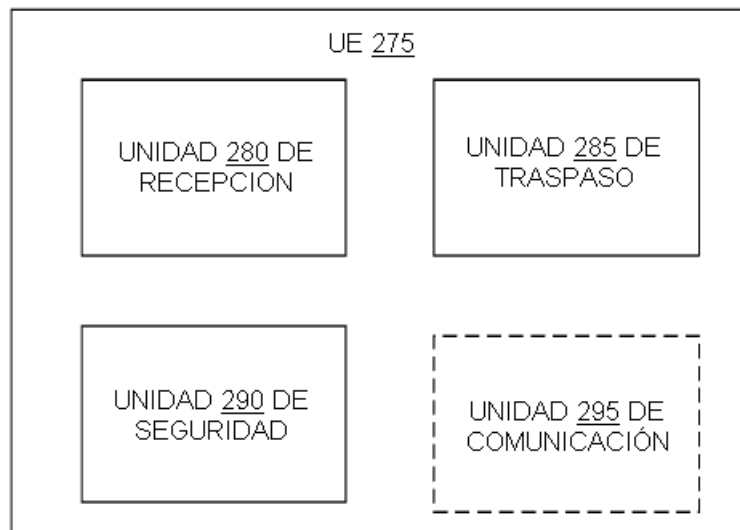 UE 275
UNIDAD 280 DE
RECEPCION
UNIDAD 285 DE
TRASPASO
UNIDAD 290 DE
SEGURIDAD
UNIDAD 295 DE
COMUNICACIÓN